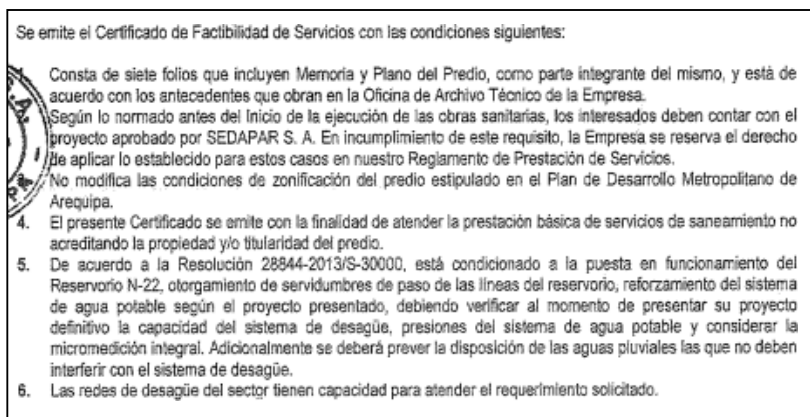 Se emite el Certificado de Factibilidad de Servicios con las condiciones siguientes:
Consta de siete folios que incluyen Memoria y Plano del Predio, como parte integrante del mismo, y está de
acuerdo con los antecedentes que obran en la Oficina de Archivo Técnico de la Empresa.
Según lo normado antes del Inicio de la ejecución de las obras sanitarias, los interesados deben contar con el
proyecto aprobado por SEDAPAR S. A. En incumplimiento de este requisito, la Empresa se reserva el derecho
de aplicar lo establecido para estos casos en nuestro Reglamento de Prestación de Servicios.
No modifica las condiciones de zonificación del predio estipulado en el Plan de Desarrollo Metropolitano de
Arequipa.
4. El presente Certificado se emite con la finalidad de atender la prestación básica de servicios de saneamiento no
acreditando la propiedad y/o titularidad del predio.
5. De acuerdo a la Resolución 28844-2013/S-30000, está condicionado a la puesta en funcionamiento del
Reservorio N-22, otorgamiento de servidumbres de paso de las líneas del reservorio, reforzamiento del sistema
de agua potable según el proyecto presentado, debiendo verificar al momento de presentar su proyecto
definitivo la capacidad del sistema de desagüe, presiones del sistema de agua potable y considerar la
micromedición integral. Adicionalmente se deberá prever la disposición de las aguas pluviales las que no deben
interferir con el sistema de desagüe.
6. Las redes de desagüe del sector tienen capacidad para atender el requerimiento solicitado.